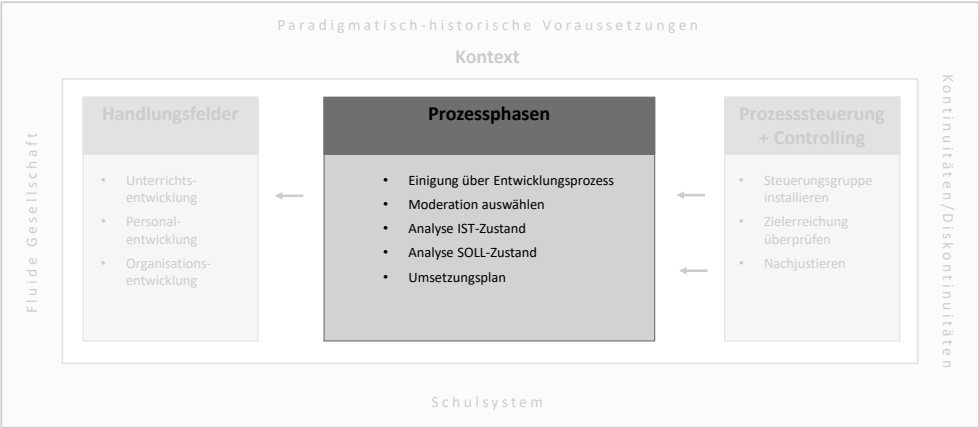 Paradigmatisch-historische Voraussetzungen
Kontext
Fluide Gesellschaft
Handlungsfelder
• Unterrichts-
entwicklung
• Personal-
entwicklung
• Organisations-
entwicklung
Prozessphasen
• Einigung über Entwicklungsprozess
• Moderation auswählen
• Analyse IST-Zustand
• Analyse SOLL-Zustand
• Umsetzungsplan
Prozesssteuerung
+ Controlling
• Steuerungsgruppe
installieren
• Zielerreichung
überprüfen
• Nachjustieren
Kontinuitäten/Diskontinuitäten
Schulsystem